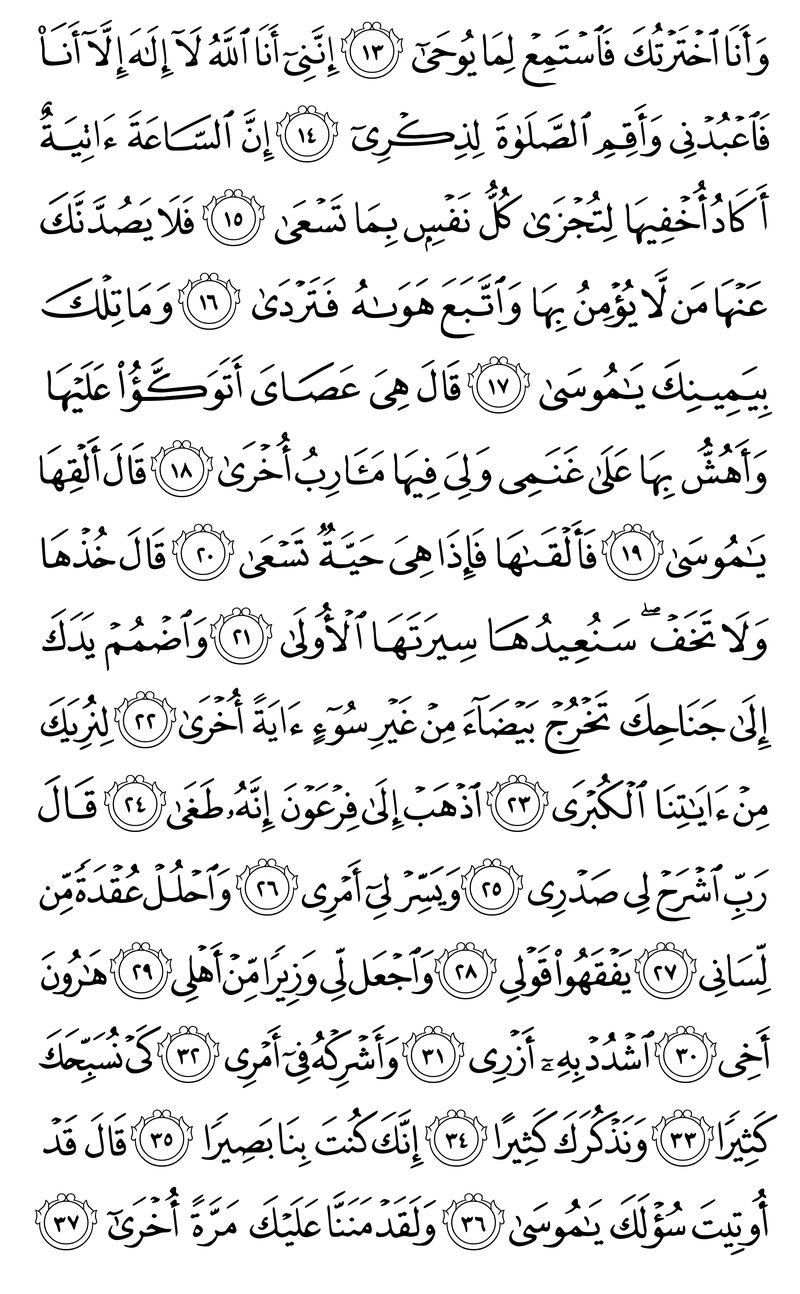 وَأَنَا ٱخْتَرْتُكَ فَٱسْتَمِعْ لِمَا يُوحَىٰٓ ١٣ إِنَّنِىٓ أَنَا ٱللَّهُ لَآ إِلَٰهَ إِلَّآ أَنَا۠
فَٱعْبُدْنِى وَأَقِمِ ٱلصَّلَوٰةَ لِذِكْرِىٓ ١٤ إِنَّ ٱلسَّاعَةَ ءَاتِيَةٌ
أَكَادُ أُخْفِيهَا لِتُجْزَىٰ كُلُّ نَفْسٍۭ بِمَا تَسْعَىٰ ١٥ فَلَا يَصُدَّنَّكَ
عَنْهَا مَن لَّا يُؤْمِنُ بِهَا وَٱتَّبَعَ هَوَىٰهُ فَتَرْدَىٰ ١٦ وَمَا تِلْكَ
بِيَمِينِكَ يَٰمُوسَىٰ ١٧ قَالَ هِىَ عَصَاىَ أَتَوَكَّؤُا۟ عَلَيْهَا
وَأَهُشُّ بِهَا عَلَىٰ غَنَمِى وَلِىَ فِيهَا مَـَٔارِبُ أُخْرَىٰ ١٨ قَالَ أَلْقِهَا
يَٰمُوسَىٰ ١٩ فَأَلْقَىٰهَا فَإِذَا هِىَ حَيَّةٌ تَسْعَىٰ ٢٠ قَالَ خُذْهَا
وَلَا تَخَفْ ۖ سَنُعِيدُهَا سِيرَتَهَا ٱلْأُولَىٰ ٢١ وَٱضْمُمْ يَدَكَ
إِلَىٰ جَنَاحِكَ تَخْرُجْ بَيْضَآءَ مِنْ غَيْرِ سُوٓءٍ ءَايَةً أُخْرَىٰ ٢٢ لِنُرِيَكَ
مِنْ ءَايَٰتِنَا ٱلْكُبْرَى ٢٣ ٱذْهَبْ إِلَىٰ فِرْعَوْنَ إِنَّهُۥ طَغَىٰ ٢٤ قَالَ
رَبِّ ٱشْرَحْ لِى صَدْرِى ٢٥ وَيَسِّرْ لِىٓ أَمْرِى ٢٦ وَٱحْلُلْ عُقْدَةً مِّن
لِّسَانِى ٢٧ يَفْقَهُوا۟ قَوْلِى ٢٨ وَٱجْعَل لِّى وَزِيرًا مِّنْ أَهْلِى ٢٩ هَٰرُونَ
أَخِى ٣٠ ٱشْدُدْ بِهِۦٓ أَزْرِى ٣١ وَأَشْرِكْهُ فِىٓ أَمْرِى ٣٢ كَىْ نُسَبِّحَكَ
كَثِيرًا ٣٣ وَنَذْكُرَكَ كَثِيرًا ٣٤ إِنَّكَ كُنتَ بِنَا بَصِيرًا ٣٥ قَالَ قَدْ
أُوتِيتَ سُؤْلَكَ يَٰمُوسَىٰ ٣٦ وَلَقَدْ مَنَنَّا عَلَيْكَ مَرَّةً أُخْرَىٰٓ ٣٧